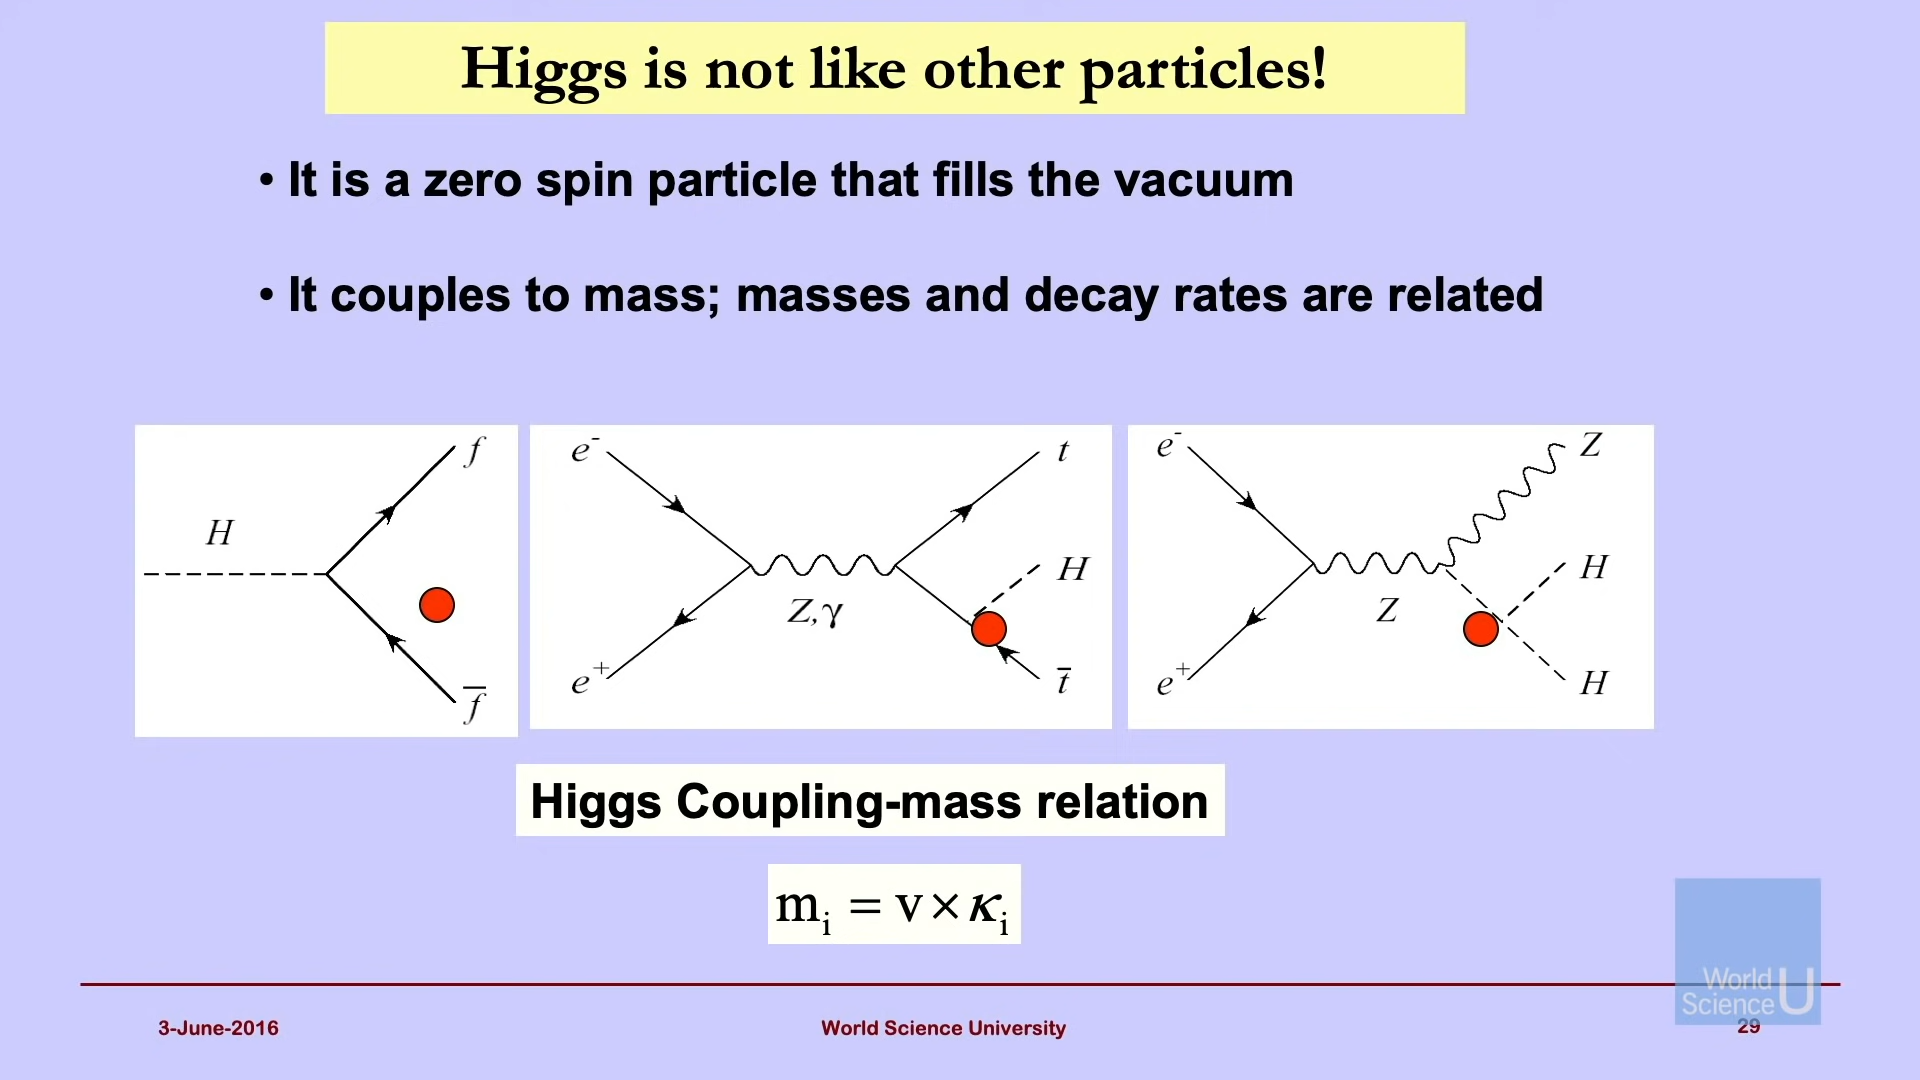 Higgs is not like other particles!
• It is a zero spin particle that fills the vacuum
• It couples to mass; masses and decay rates are related
H
f
f̅
e⁻
e⁺
Z,γ
t
H
t̅
e⁻
e⁺
Z
Z
H
H
Higgs Coupling-mass relation
mᵢ = v × κᵢ
World
Science U
3-June-2016
World Science University
29